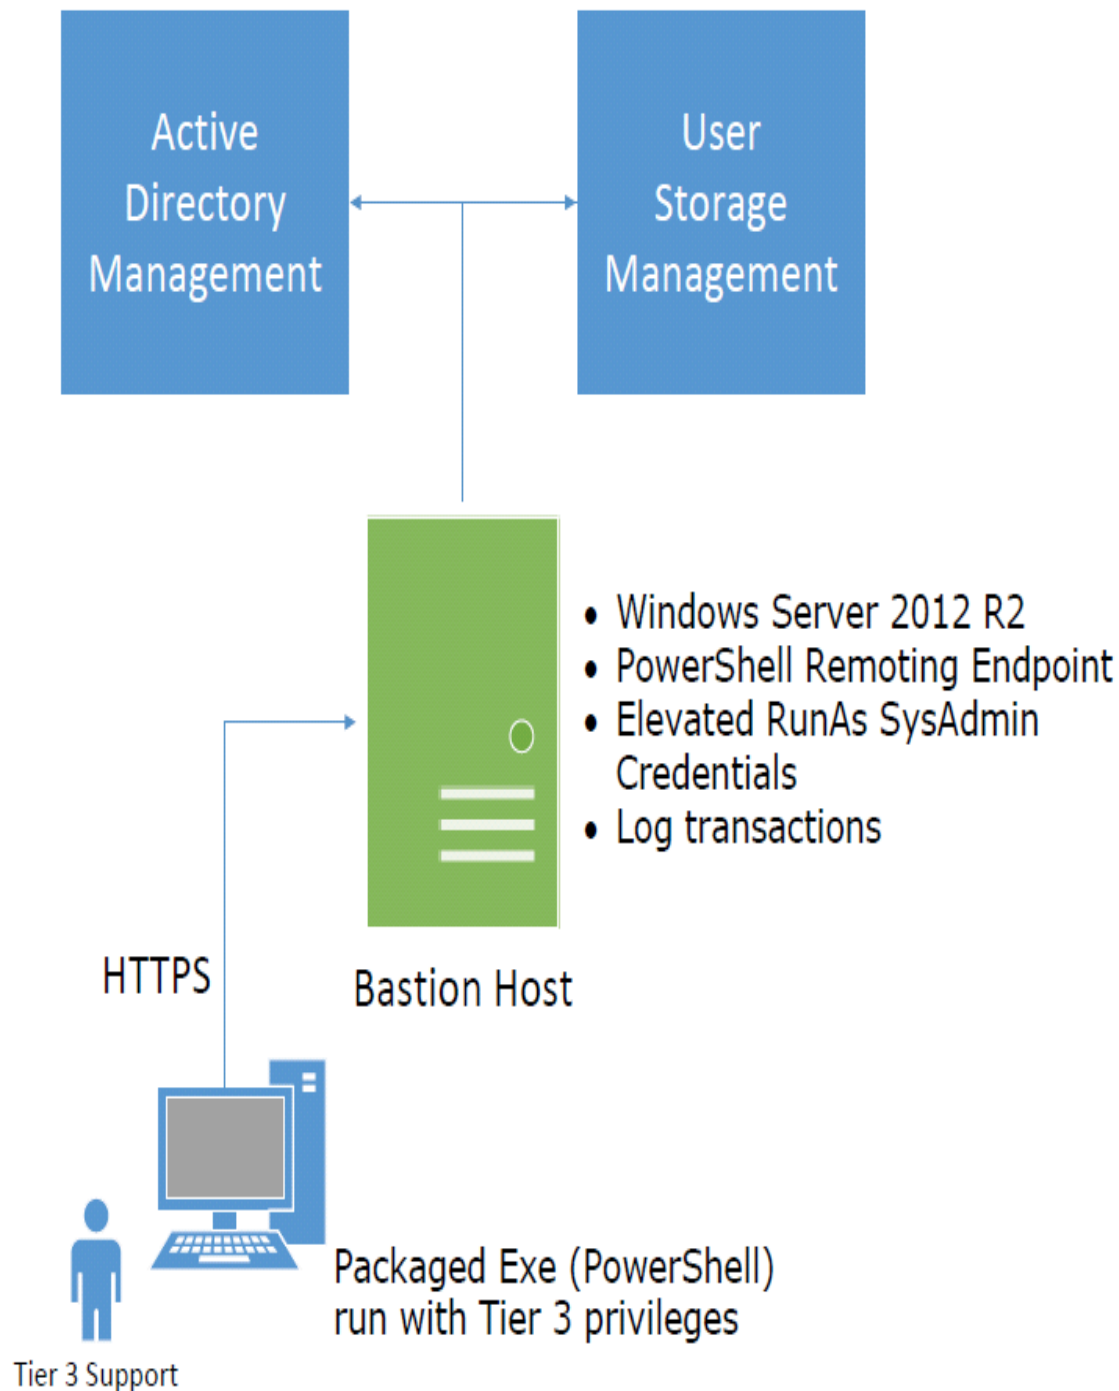 Active
Directory
Management
User
Storage
Management
• Windows Server 2012 R2
• PowerShell Remoting Endpoint
• Elevated RunAs SysAdmin
Credentials
• Log transactions
HTTPS
Bastion Host
Packaged Exe (PowerShell)
run with Tier 3 privileges
Tier 3 Support